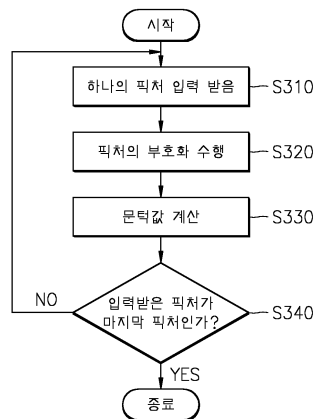 시작
하나의 픽처 입력 받음
S310
픽처의 부호화 수행
S320
문턱값 계산
S330
입력받은 픽처가
마지막 픽처인가?
S340
NO
YES
종료